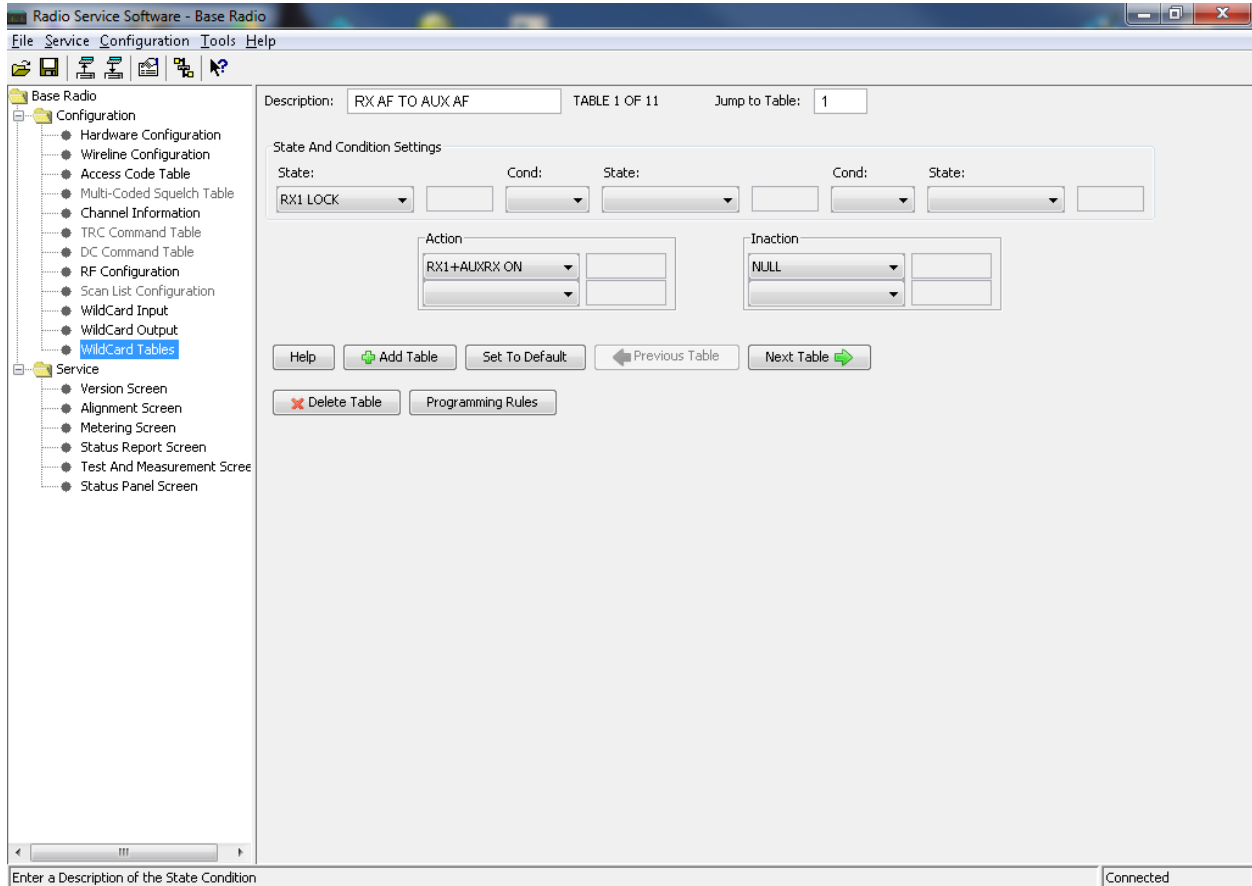 Radio Service Software - Base Radio
File Service Configuration Tools Help
Base Radio
Configuration
Hardware Configuration
Wireline Configuration
Access Code Table
Multi-Coded Squelch Table
Channel Information
TRC Command Table
DC Command Table
RF Configuration
Scan List Configuration
WildCard Input
WildCard Output
WildCard Tables
Service
Version Screen
Alignment Screen
Metering Screen
Status Report Screen
Test And Measurement Scree
Status Panel Screen
Description: RX AF TO AUX AF TABLE 1 OF 11 Jump to Table: 1
State And Condition Settings
State: Cond: State: Cond: State:
RX1 LOCK
Action Inaction
RX1+AUXRX ON NULL
Help Add Table Set To Default Previous Table Next Table
Delete Table Programming Rules
Enter a Description of the State Condition Connected